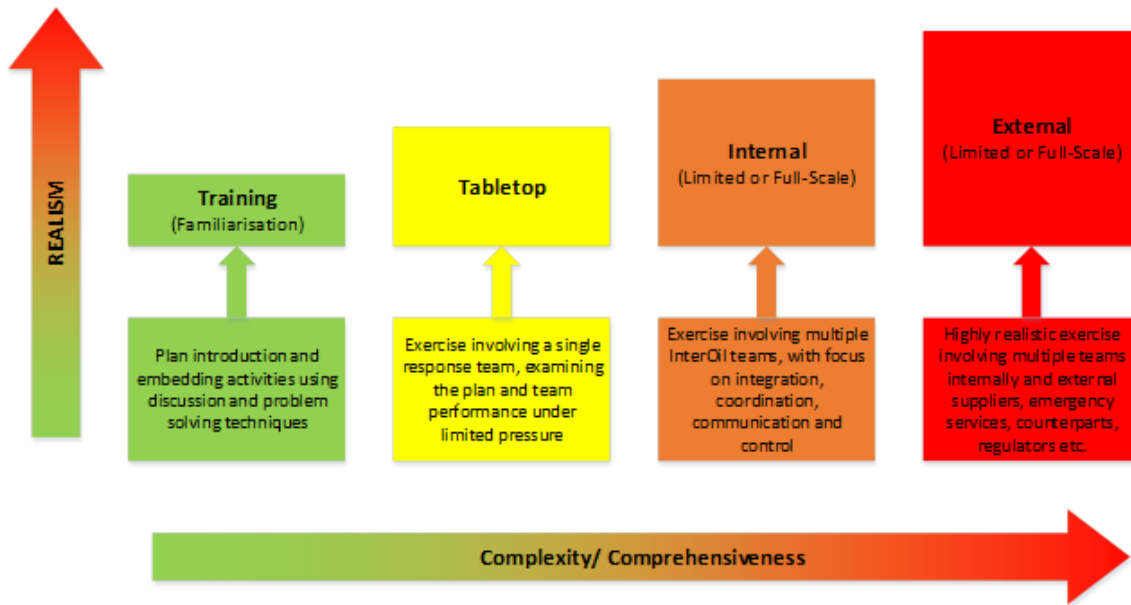 REALISM
Training
(Familiarisation)
Tabletop
Internal
(Limited or Full-Scale)
External
(Limited or Full-Scale)
Plan introduction and
embedding activities using
discussion and problem
solving techniques
Exercise involving a single
response team, examining
the plan and team
performance under
limited pressure
Exercise involving multiple
InterOil teams, with focus
on integration,
coordination,
communication and
control
Highly realistic exercise
involving multiple teams
internally and external
suppliers, emergency
services, counterparts,
regulators etc.
Complexity/ Comprehensiveness